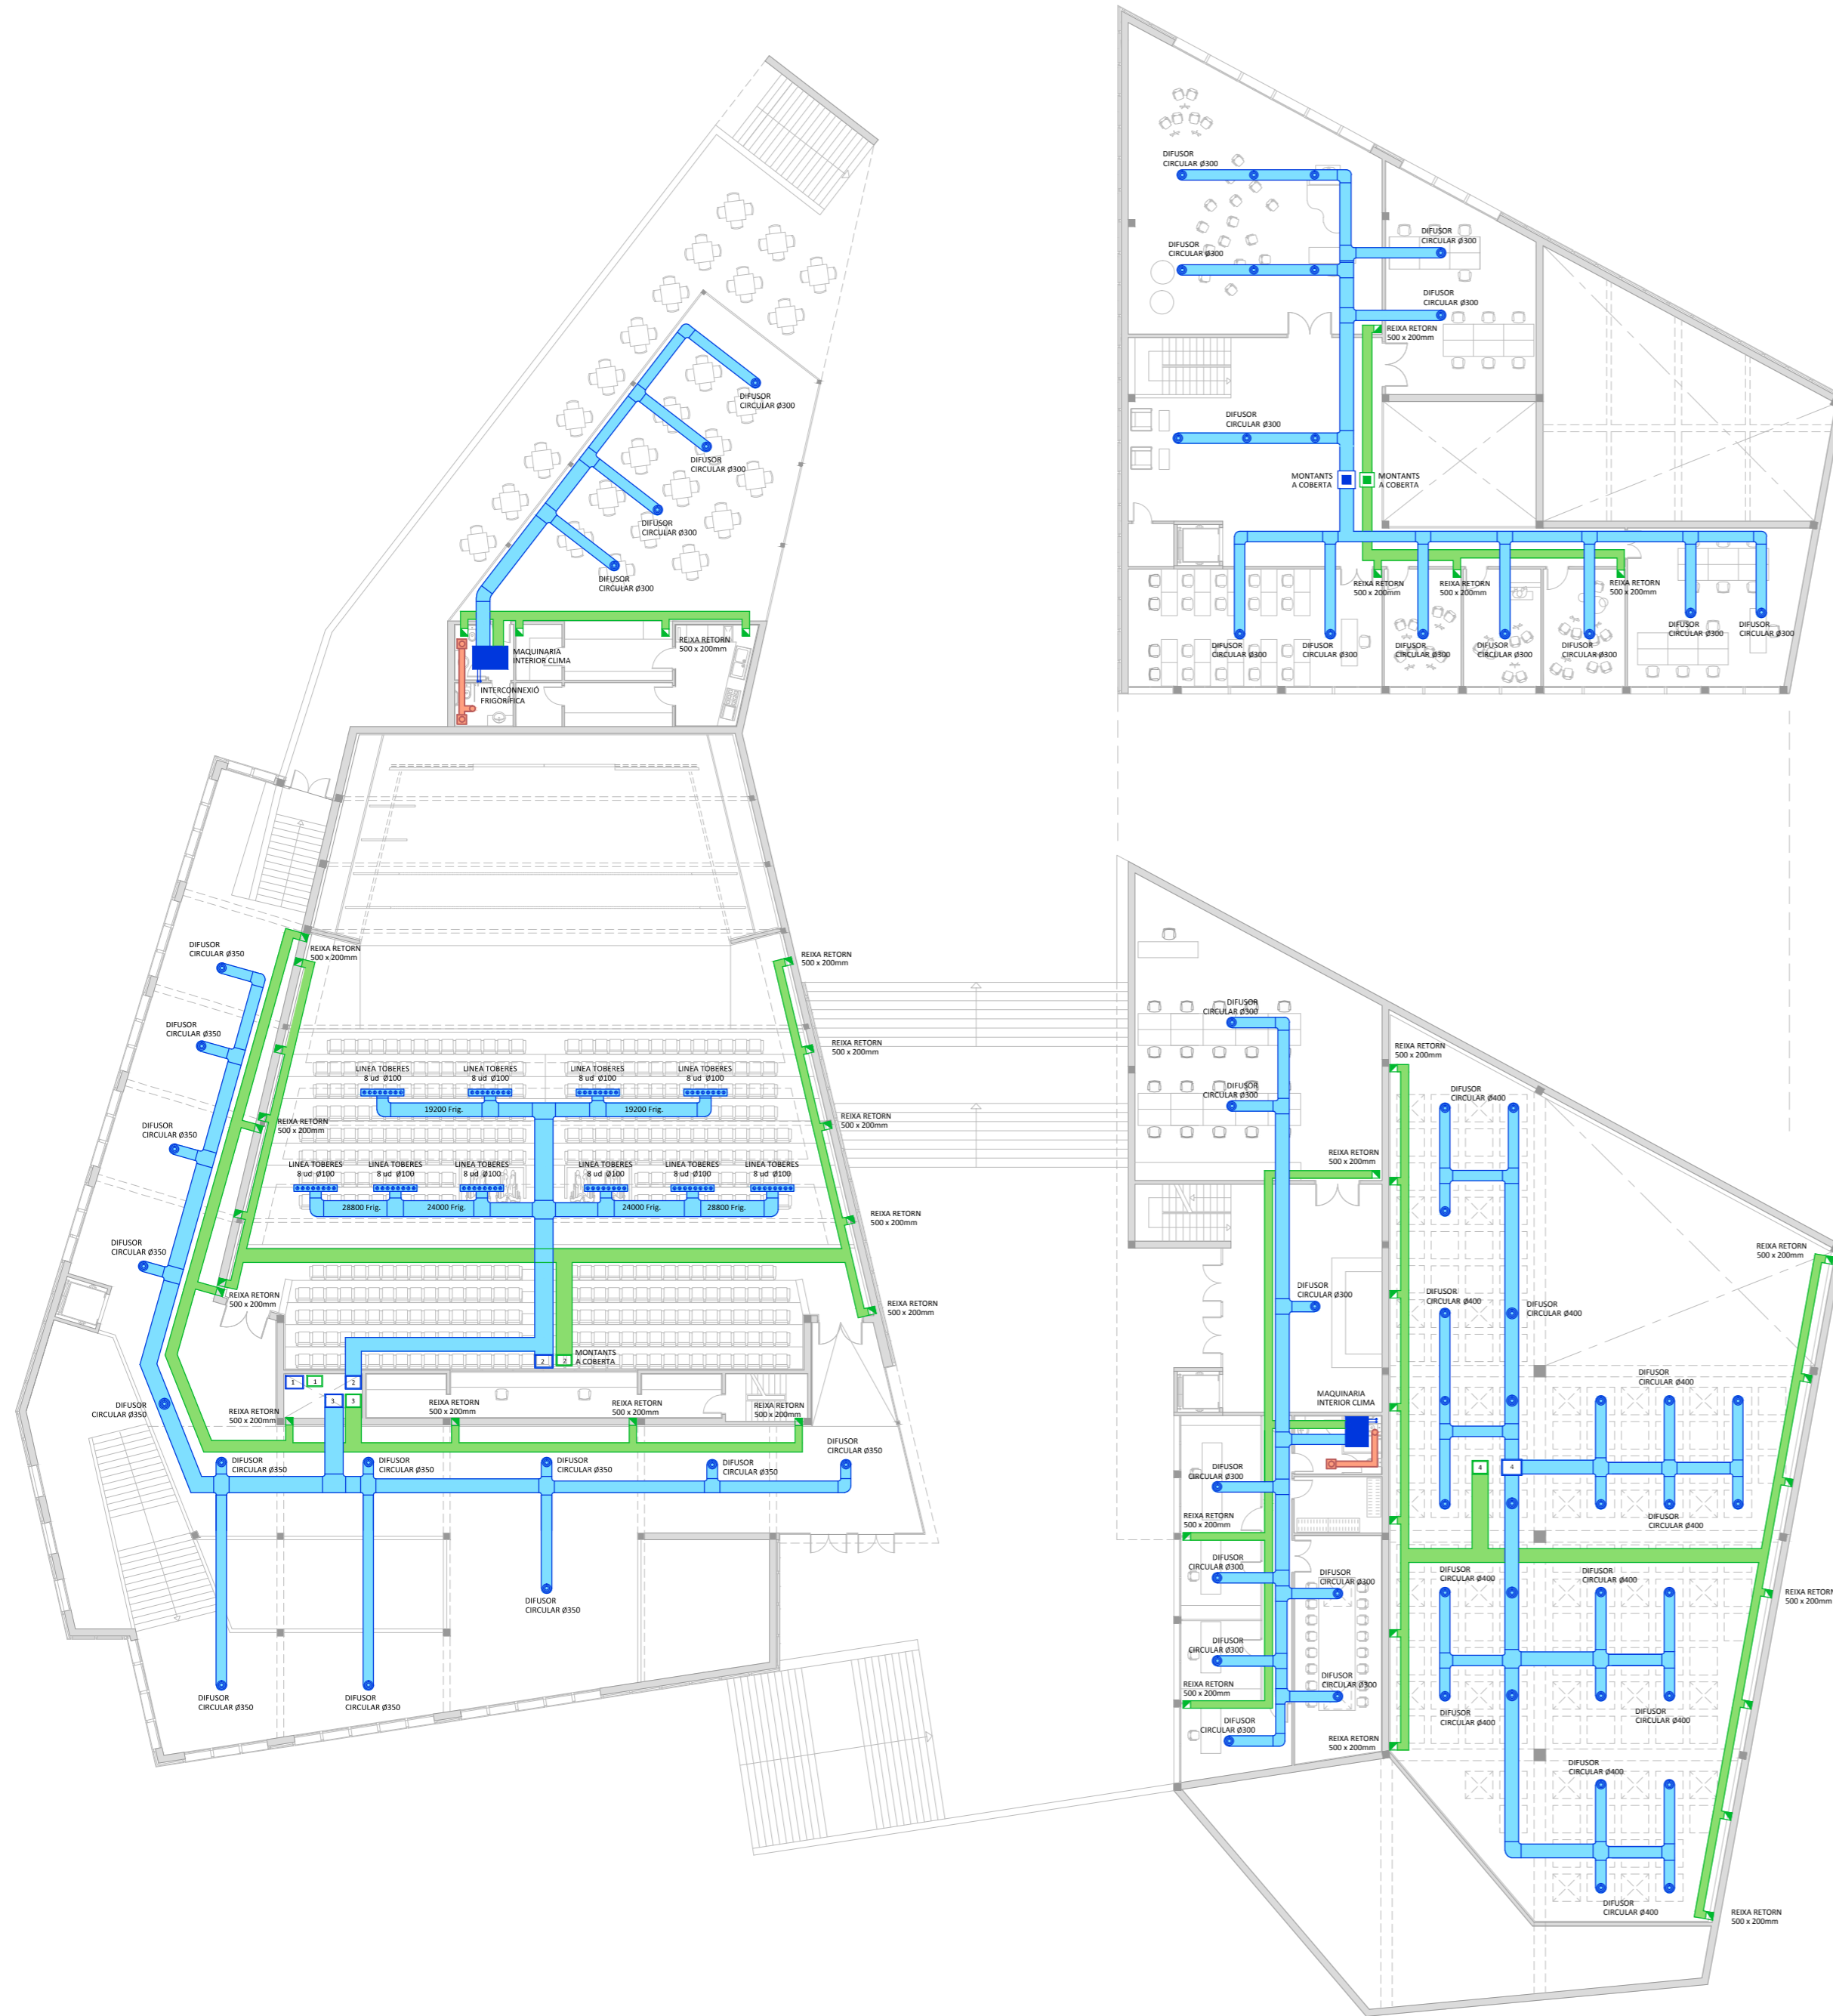 DIFUSOR
CIRCULAR Ø300
DIFUSOR
CIRCULAR Ø300
DIFUSOR
CIRCULAR Ø300
DIFUSOR
CIRCULAR Ø300
REIXA RETORN
500 x 200mm
DIFUSOR
CIRCULAR Ø300
MONTANTS
A COBERTA
MONTANTS
A COBERTA
REIXA RETORN
500 x 200mm
REIXA RETORN
500 x 200mm
REIXA RETORN
500 x 200mm
DIFUSOR
CIRCULAR Ø300
DIFUSOR
CIRCULAR Ø300
DIFUSOR
CIRCULAR Ø300
DIFUSOR
CIRCULAR Ø300
DIFUSOR
CIRCULAR Ø300
DIFUSOR
CIRCULAR Ø300
DIFUSOR
CIRCULAR Ø300
DIFUSOR
CIRCULAR Ø300
DIFUSOR
CIRCULAR Ø300
DIFUSOR
CIRCULAR Ø300
DIFUSOR
CIRCULAR Ø300
REIXA RETORN
500 x 200mm
MAQUINARIA
INTERIOR CLIMA
INTERCONNEXIÓ
FRIGORÍFICA
DIFUSOR
CIRCULAR Ø350
REIXA RETORN
500 x 200mm
REIXA RETORN
500 x 200mm
DIFUSOR
CIRCULAR Ø350
REIXA RETORN
500 x 200mm
LINEA TOBERES
8 ud Ø100
LINEA TOBERES
8 ud Ø100
LINEA TOBERES
8 ud Ø100
LINEA TOBERES
8 ud Ø100
19200 Frig.
19200 Frig.
DIFUSOR
CIRCULAR Ø350
REIXA RETORN
500 x 200mm
REIXA RETORN
500 x 200mm
LINEA TOBERES
8 ud Ø100
LINEA TOBERES
8 ud Ø100
LINEA TOBERES
8 ud Ø100
LINEA TOBERES
8 ud Ø100
LINEA TOBERES
8 ud Ø100
LINEA TOBERES
8 ud Ø100
28800 Frig.
24000 Frig.
24000 Frig.
28800 Frig.
REIXA RETORN
500 x 200mm
DIFUSOR
CIRCULAR Ø350
REIXA RETORN
500 x 200mm
REIXA RETORN
500 x 200mm
2
2
MONTANTS
A COBERTA
1
1
2
3
3
DIFUSOR
CIRCULAR Ø350
REIXA RETORN
500 x 200mm
REIXA RETORN
500 x 200mm
REIXA RETORN
500 x 200mm
REIXA RETORN
500 x 200mm
DIFUSOR
CIRCULAR Ø350
DIFUSOR
CIRCULAR Ø350
DIFUSOR
CIRCULAR Ø350
DIFUSOR
CIRCULAR Ø350
DIFUSOR
CIRCULAR Ø350
DIFUSOR
CIRCULAR Ø350
DIFUSOR
CIRCULAR Ø350
DIFUSOR
CIRCULAR Ø350
DIFUSOR
CIRCULAR Ø300
REIXA RETORN
500 x 200mm
DIFUSOR
CIRCULAR Ø300
DIFUSOR
CIRCULAR Ø400
REIXA RETORN
500 x 200mm
REIXA RETORN
500 x 200mm
DIFUSOR
CIRCULAR Ø300
DIFUSOR
CIRCULAR Ø400
DIFUSOR
CIRCULAR Ø400
MAQUINARIA
INTERIOR CLIMA
DIFUSOR
CIRCULAR Ø400
4
4
DIFUSOR
CIRCULAR Ø300
REIXA RETORN
500 x 200mm
DIFUSOR
CIRCULAR Ø400
DIFUSOR
CIRCULAR Ø300
DIFUSOR
CIRCULAR Ø300
DIFUSOR
CIRCULAR Ø400
DIFUSOR
CIRCULAR Ø400
REIXA RETORN
500 x 200mm
DIFUSOR
CIRCULAR Ø300
DIFUSOR
CIRCULAR Ø300
REIXA RETORN
500 x 200mm
DIFUSOR
CIRCULAR Ø400
DIFUSOR
CIRCULAR Ø400
DIFUSOR
CIRCULAR Ø300
REIXA RETORN
500 x 200mm
DIFUSOR
CIRCULAR Ø400
DIFUSOR
CIRCULAR Ø400
REIXA RETORN
500 x 200mm